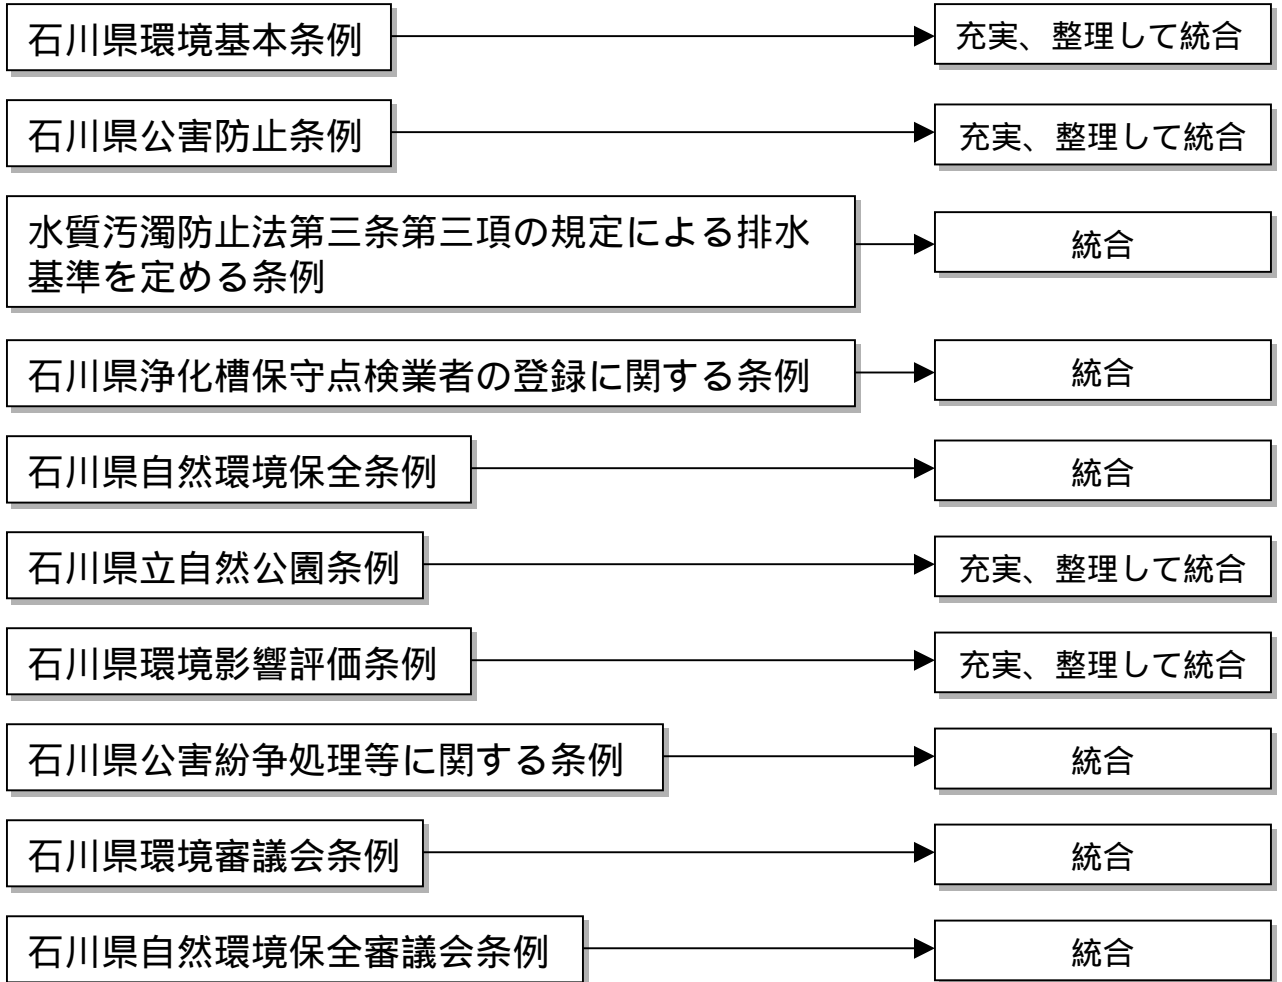 石川県環境基本条例
充実、整理して統合
石川県公害防止条例
充実、整理して統合
水質汚濁防止法第三条第三項の規定による排水
基準を定める条例
統合
石川県浄化槽保守点検業者の登録に関する条例
統合
石川県自然環境保全条例
統合
石川県立自然公園条例
充実、整理して統合
石川県環境影響評価条例
充実、整理して統合
石川県公害紛争処理等に関する条例
統合
石川県環境審議会条例
統合
石川県自然環境保全審議会条例
統合